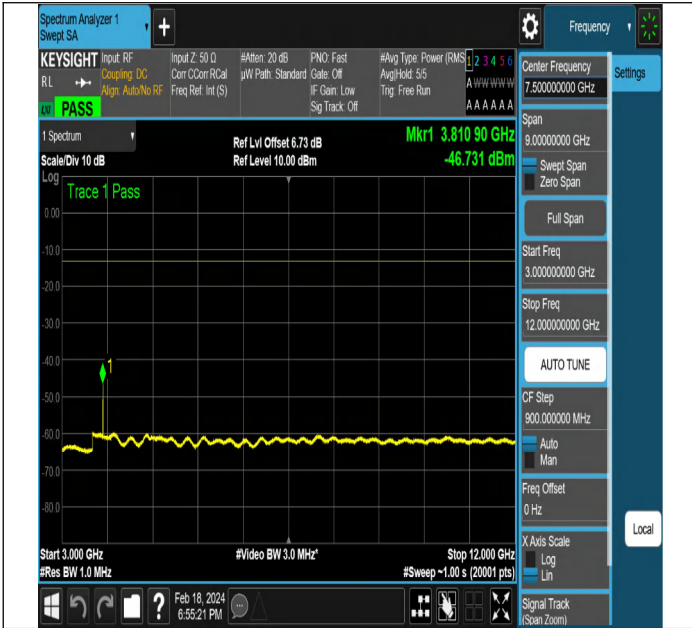 Spectrum Analyzer 1
Swept SA
+
Frequency
KEYSIGHT
RL
LXI
PASS
Input: RF
Coupling: DC
Align: Auto/No RF
Input Z: 50 Ω
Corr CCorr RCal
Freq Ref: Int (S)
#Atten: 20 dB
µW Path: Standard
PNO: Fast
Gate: Off
IF Gain: Low
Sig Track: Off
#Avg Type: Power (RMS
Avg|Hold: 5/5
Trig: Free Run
1 2 3 4 5 6
A W W W W W
A A A A A A
1 Spectrum
Scale/Div 10 dB
Log
Ref Lvl Offset 6.73 dB
Ref Level 10.00 dBm
Mkr1 3.810 90 GHz
-46.731 dBm
Trace 1 Pass
0.00
-10.0
-20.0
-30.0
-40.0
-50.0
-60.0
-70.0
-80.0
1
Start 3.000 GHz
#Res BW 1.0 MHz
#Video BW 3.0 MHz*
Stop 12.000 GHz
#Sweep ~1.00 s (20001 pts)
?
Feb 18, 2024
6:55:21 PM
Center Frequency
7.500000000 GHz
Span
9.00000000 GHz
Swept Span
Zero Span
Full Span
Start Freq
3.000000000 GHz
Stop Freq
12.000000000 GHz
AUTO TUNE
CF Step
900.000000 MHz
Auto
Man
Freq Offset
0 Hz
X Axis Scale
Log
Lin
Signal Track
(Span Zoom)
Settings
Local